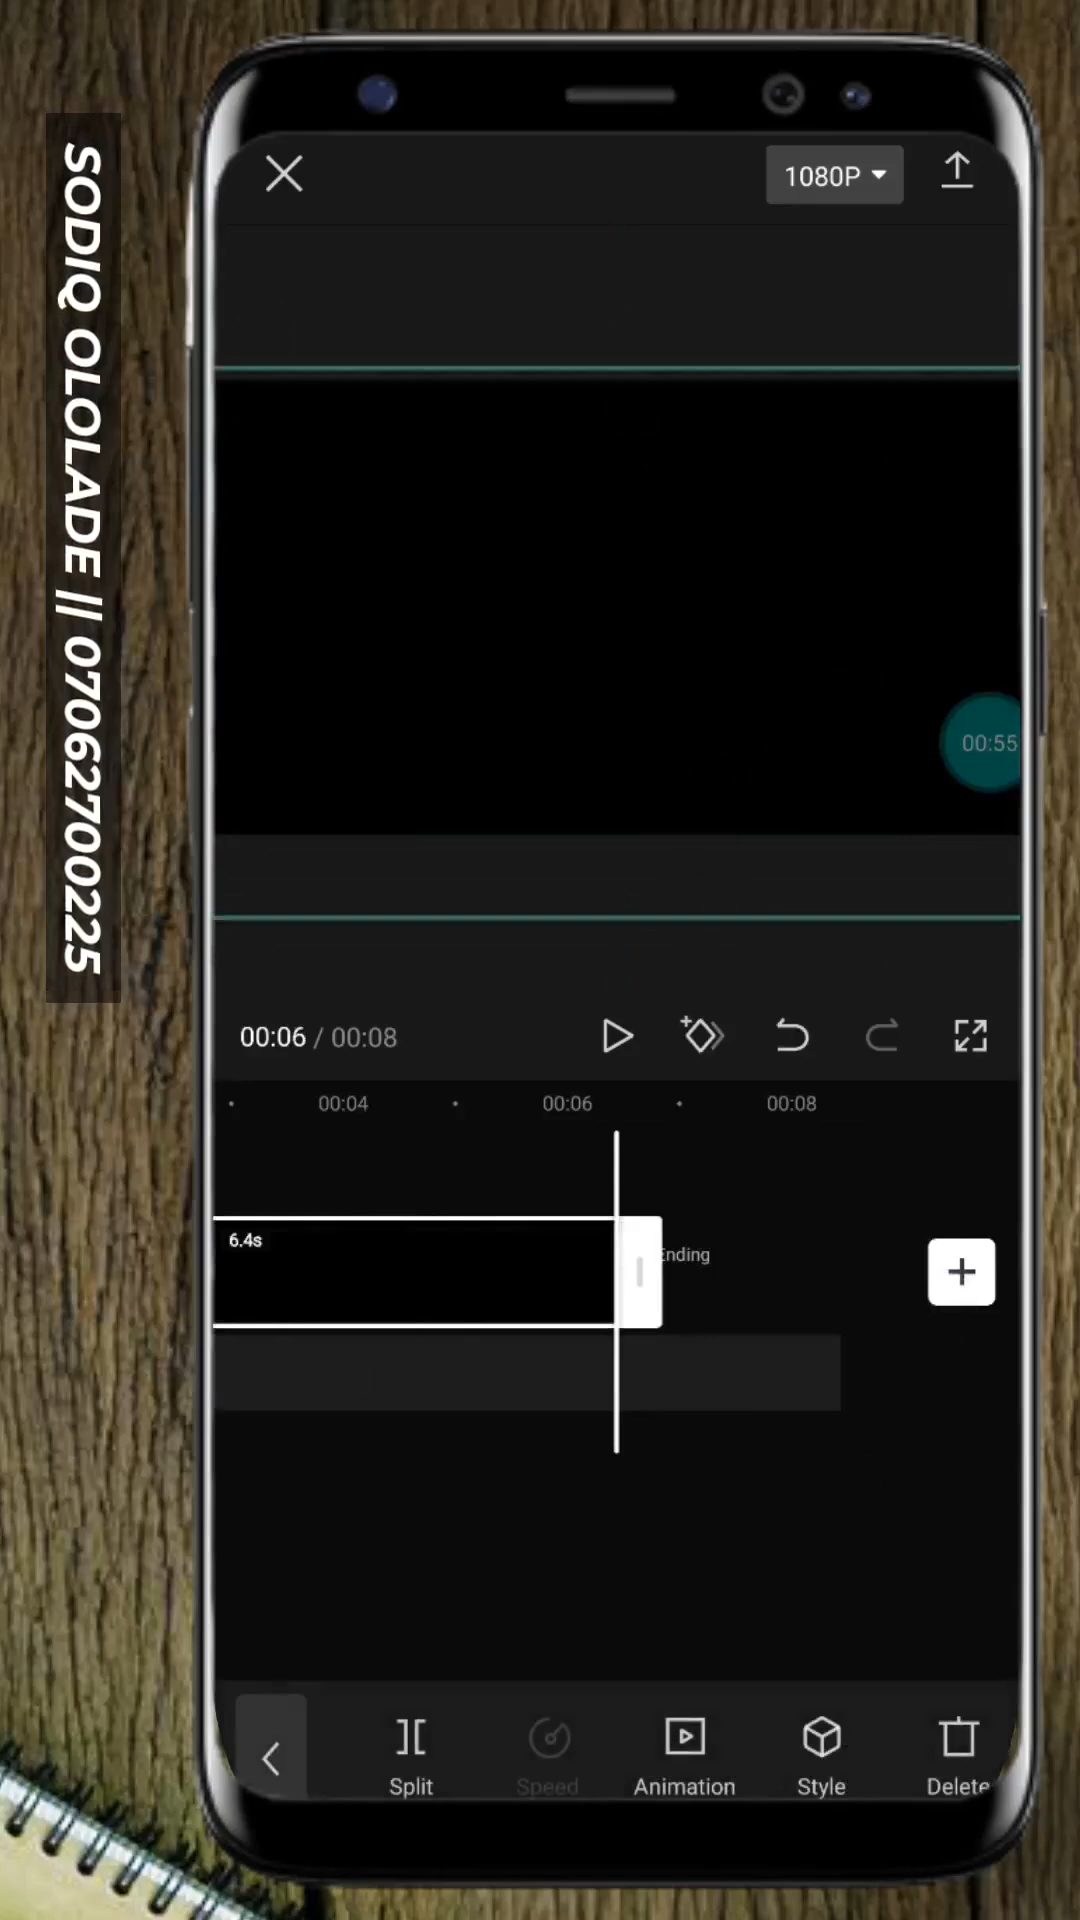 SODIQ OLOLADE || 07062700225
1080P
00:55
00:06 / 00:08
00:04 00:06 00:08
6.4s
Ending
Split Speed Animation Style Delete